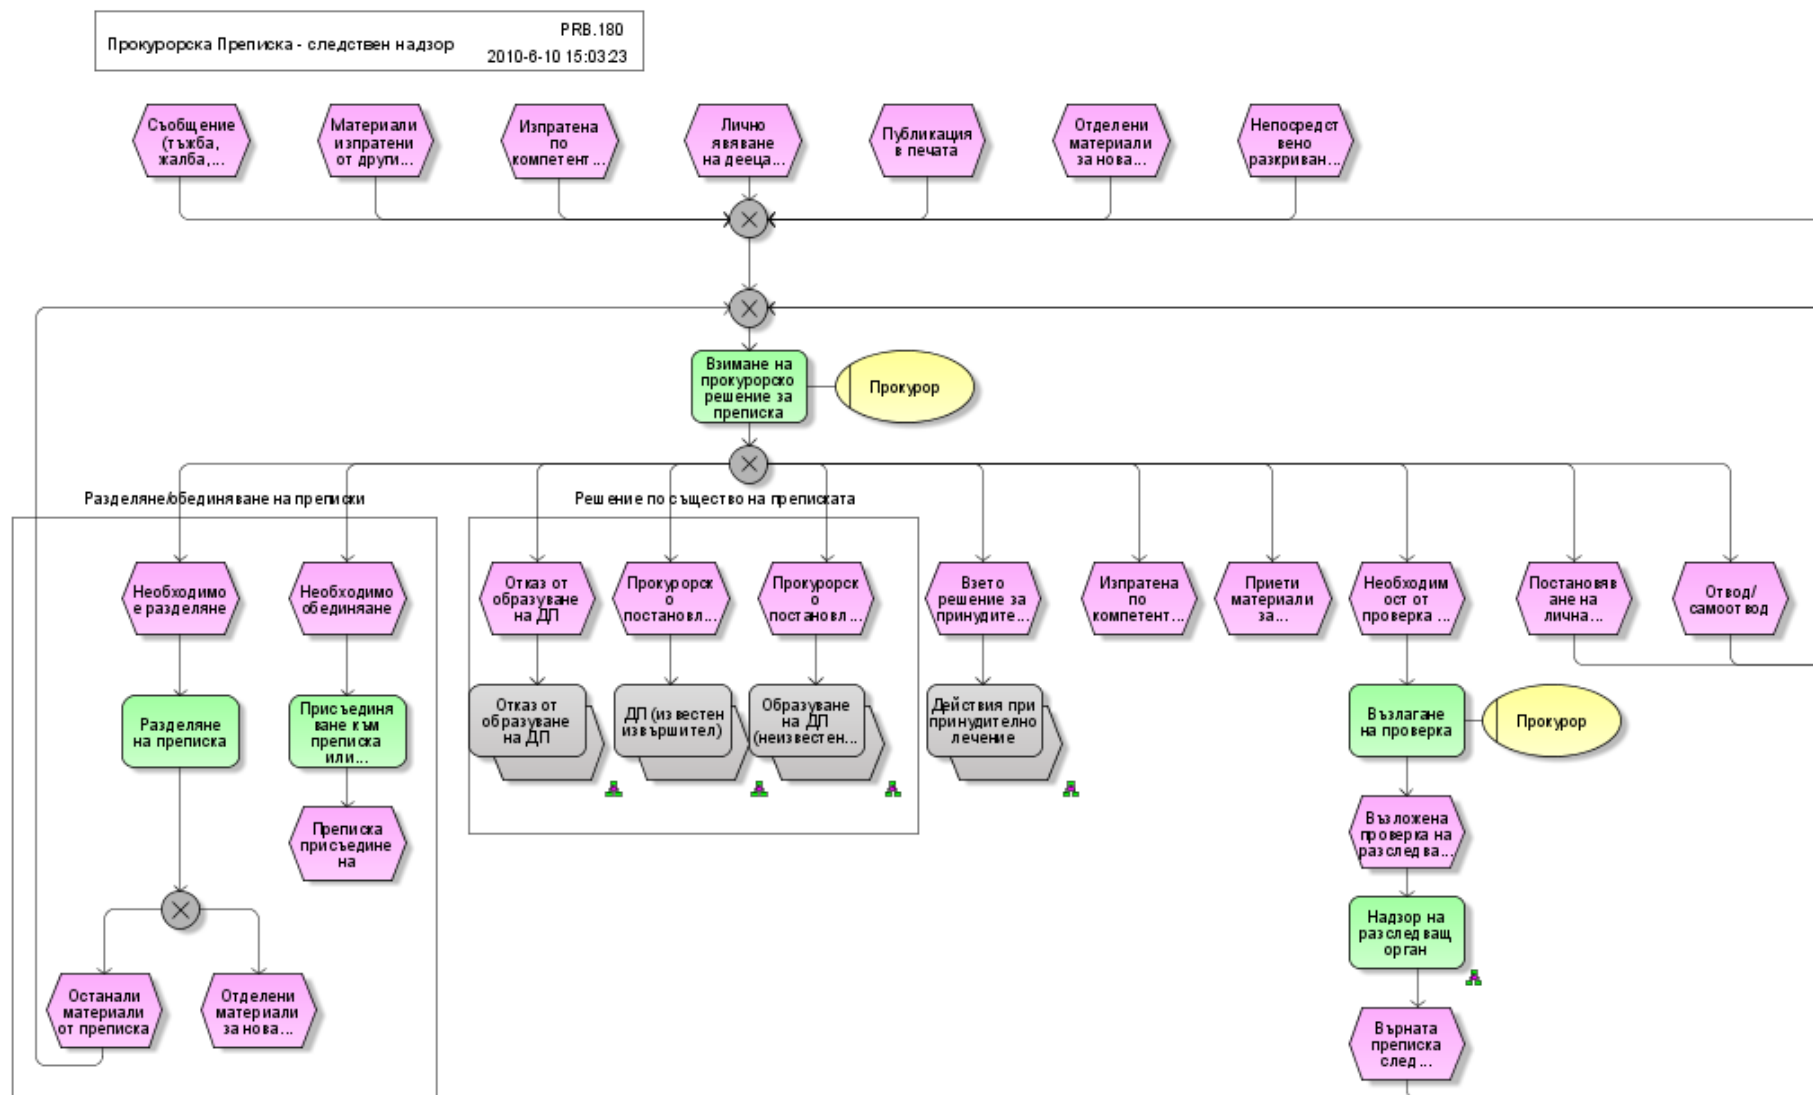 Прокурорска Преписка - следствен надзор
PRB.180
2010-6-10 15:03:23
Съобщение
(тъжба,
жалба,...
Материали
изпратени
от други...
Изпратена
по
компетент...
Лично
явяване
на дееца...
Публикация
в печата
Отделени
материали
за нова...
Непосредст
вено
разкриван...
Взимане на
прокурорско
решение за
преписка
Прокурор
Разделяне/обединяване на преписки
Решение по същество на преписката
Необходимо
е разделяне
Необходимо
обединяане
Отказ от
образуване
на ДП
Прокурорск
о
постановл...
Прокурорск
о
постановл...
Взето
решение за
принудите...
Изпратена
по
компетент...
Приети
материали
за...
Необходим
ост от
проверка ...
Постановяв
ане на
лична...
Отвод/
самоотвод
Разделяне
на преписка
Присъединя
ване към
преписка
или...
Отказ от
образуване
на ДП
ДП (известен
извършител)
Образуване
на ДП
(неизвестен...
Действия при
принудително
лечение
Възлагане
на проверка
Прокурор
Преписка
присъедине
на
Възложена
проверка на
разследва...
Надзор на
разследващ
орган
Останали
материали
от преписка
Отделени
материали
за нова...
Върната
преписка
след ...